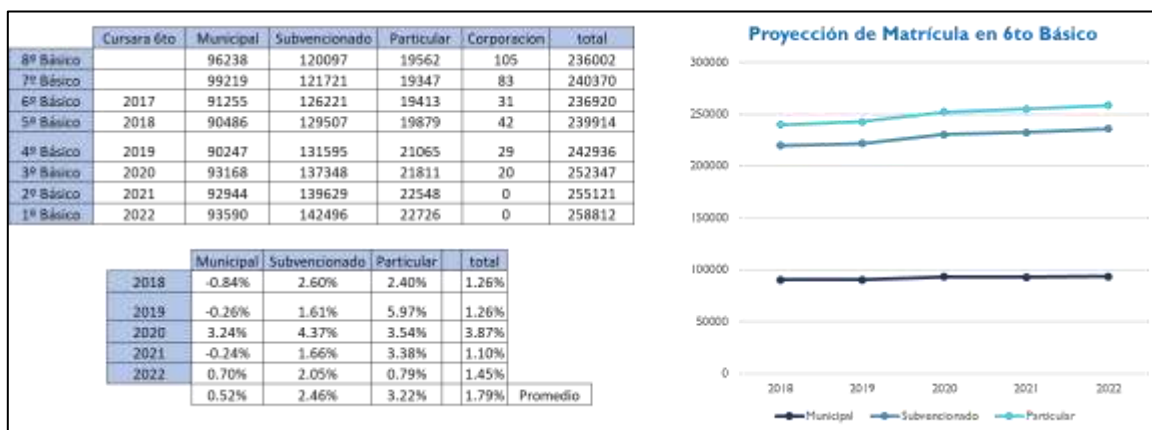 Cursara 6to Municipal Subvencionado Particular Corporacion total
8º Básico 96238 120097 19562 105 236002
7º Básico 99219 121721 19347 83 240370
6º Básico 2017 91255 126221 19413 31 236920
5º Básico 2018 90486 129507 19879 42 239914
4º Básico 2019 90247 131595 21065 29 242936
3º Básico 2020 93168 137348 21811 20 252347
2º Básico 2021 92944 139629 22548 0 255121
1º Básico 2022 93590 142496 22726 0 258812
Municipal Subvencionado Particular total
2018 -0.84% 2.60% 2.40% 1.26%
2019 -0.26% 1.61% 5.97% 1.26%
2020 3.24% 4.37% 3.54% 3.87%
2021 -0.24% 1.66% 3.38% 1.10%
2022 0.70% 2.05% 0.79% 1.45%
0.52% 2.46% 3.22% 1.79% Promedio
Proyección de Matrícula en 6to Básico
300000
250000
200000
150000
100000
50000
0
2018 2019 2020 2021 2022
Municipal Subvencionado Particular